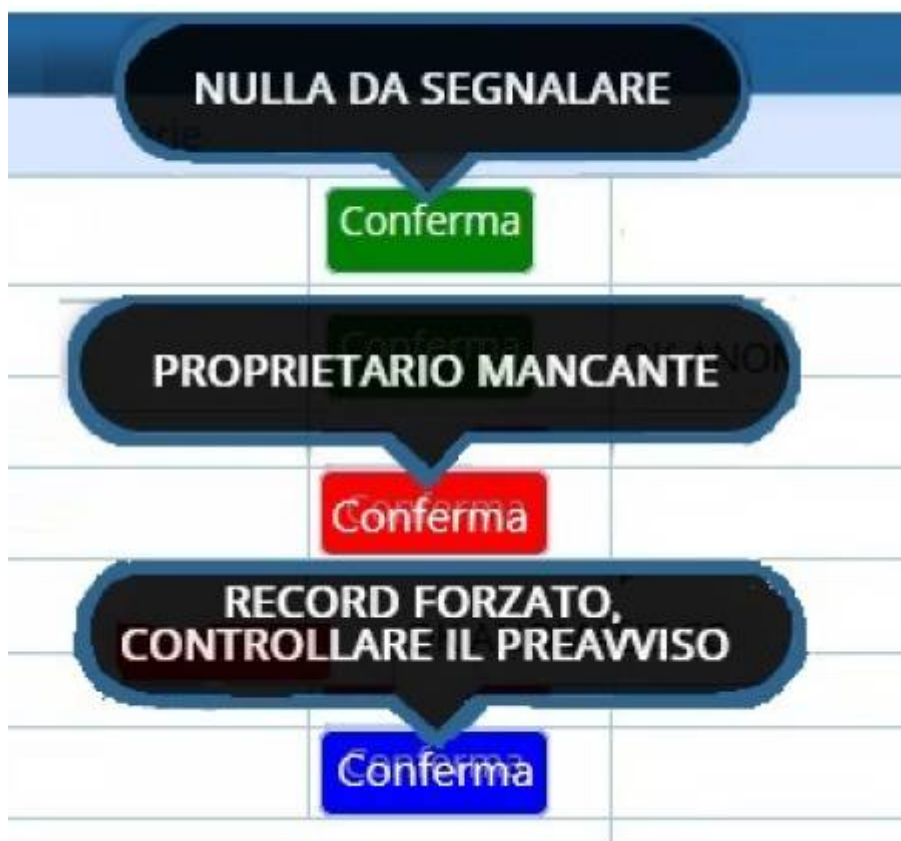 NULLA DA SEGNALARE
Conferma
PROPRIETARIO MANCANTE
Conferma
RECORD FORZATO,
CONTROLLARE IL PREAVVISO
Conferma